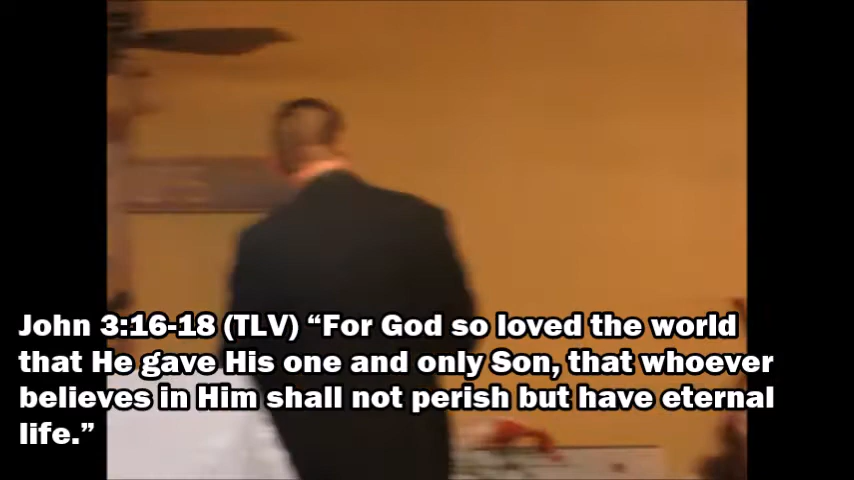 John 3:16-18 (TLV) “For God so loved the world
that He gave His one and only Son, that whoever
believes in Him shall not perish but have eternal
life.”